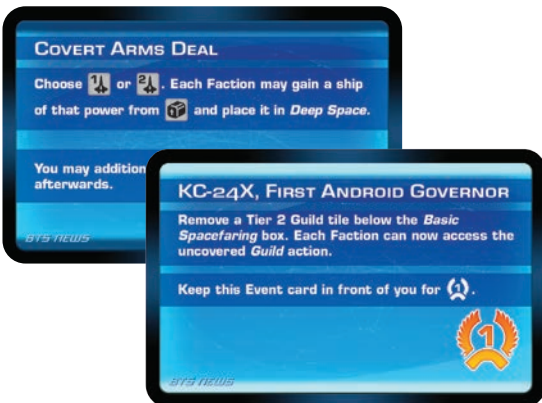 COVERT ARMS DEAL
Choose 1 or 2. Each Faction may gain a ship
of that power from 1 and place it in Deep Space.
You may addition
afterwards.
BTS NEWS
KC-24X, FIRST ANDROID GOVERNOR
Remove a Tier 2 Guild tile below the Basic
Spacefaring box. Each Faction can now access the
uncovered Guild action.
Keep this Event card in front of you for 1.
1
BTS NEWS